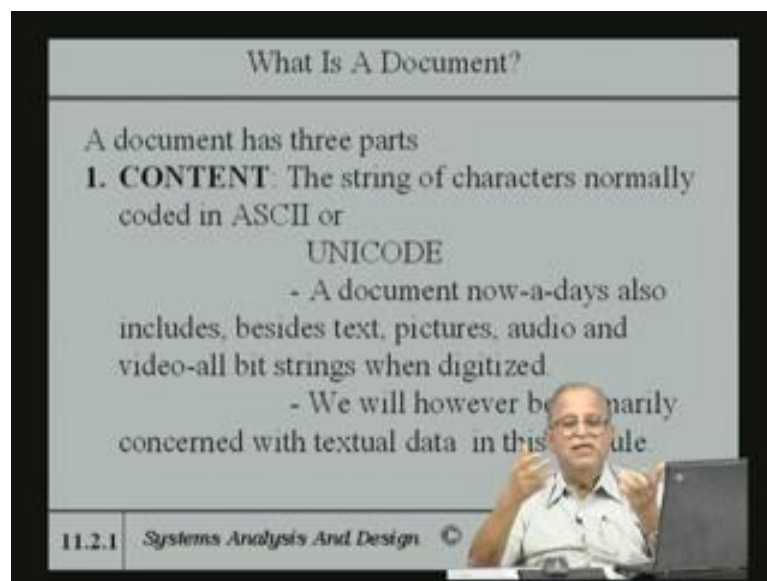 What Is A Document?
A document has three parts
1. CONTENT: The string of characters normally
coded in ASCII or
UNICODE
- A document now-a-days also
includes, besides text, pictures, audio and
video-all bit strings when digitized.
- We will however
concerned with textual data in this
11.2.1 Systems Analysis And Design ©